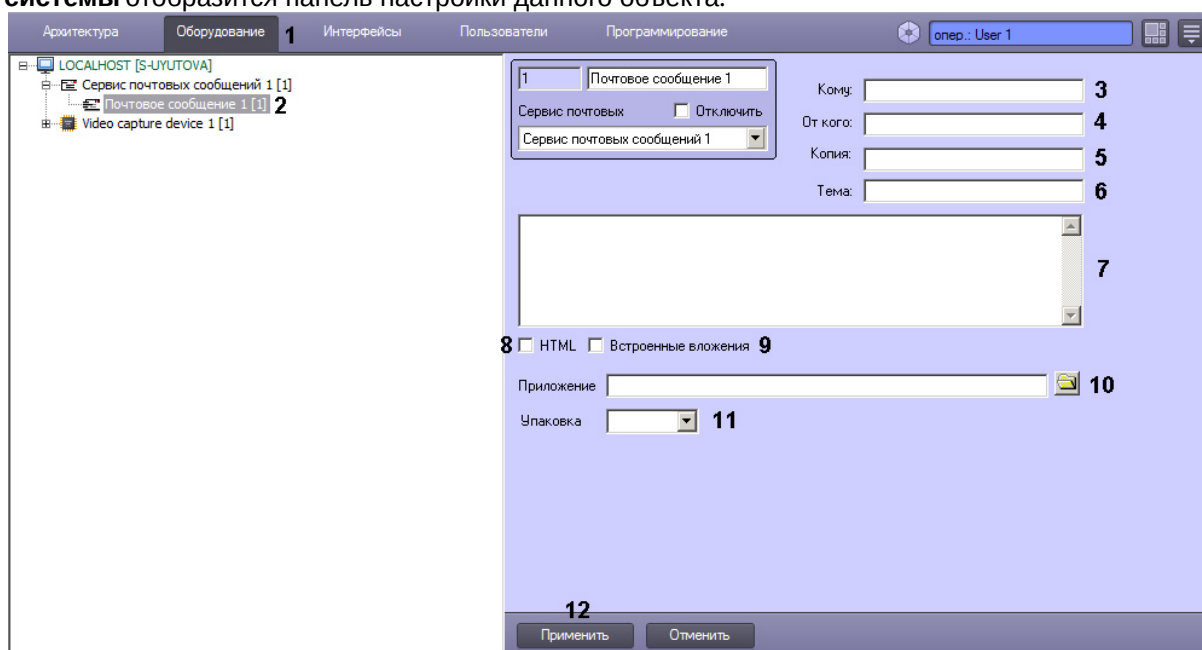 системы отобразится панель настройки данного объекта.
Архитектура Оборудование 1 Интерфейсы Пользователи Программирование опер.: User 1
LOCALHOST [S-UYUTOVA]
Сервис почтовых сообщений 1 [1]
Почтовое сообщение 1 [1] 2
Video capture device 1 [1]
1 Почтовое сообщение 1
Сервис почтовых Отключить
Сервис почтовых сообщений 1
Кому: 3
От кого: 4
Копия: 5
Тема: 6
7
8 HTML Встроенные вложения 9
Приложение 10
Упаковка 11
12
Применить Отменить